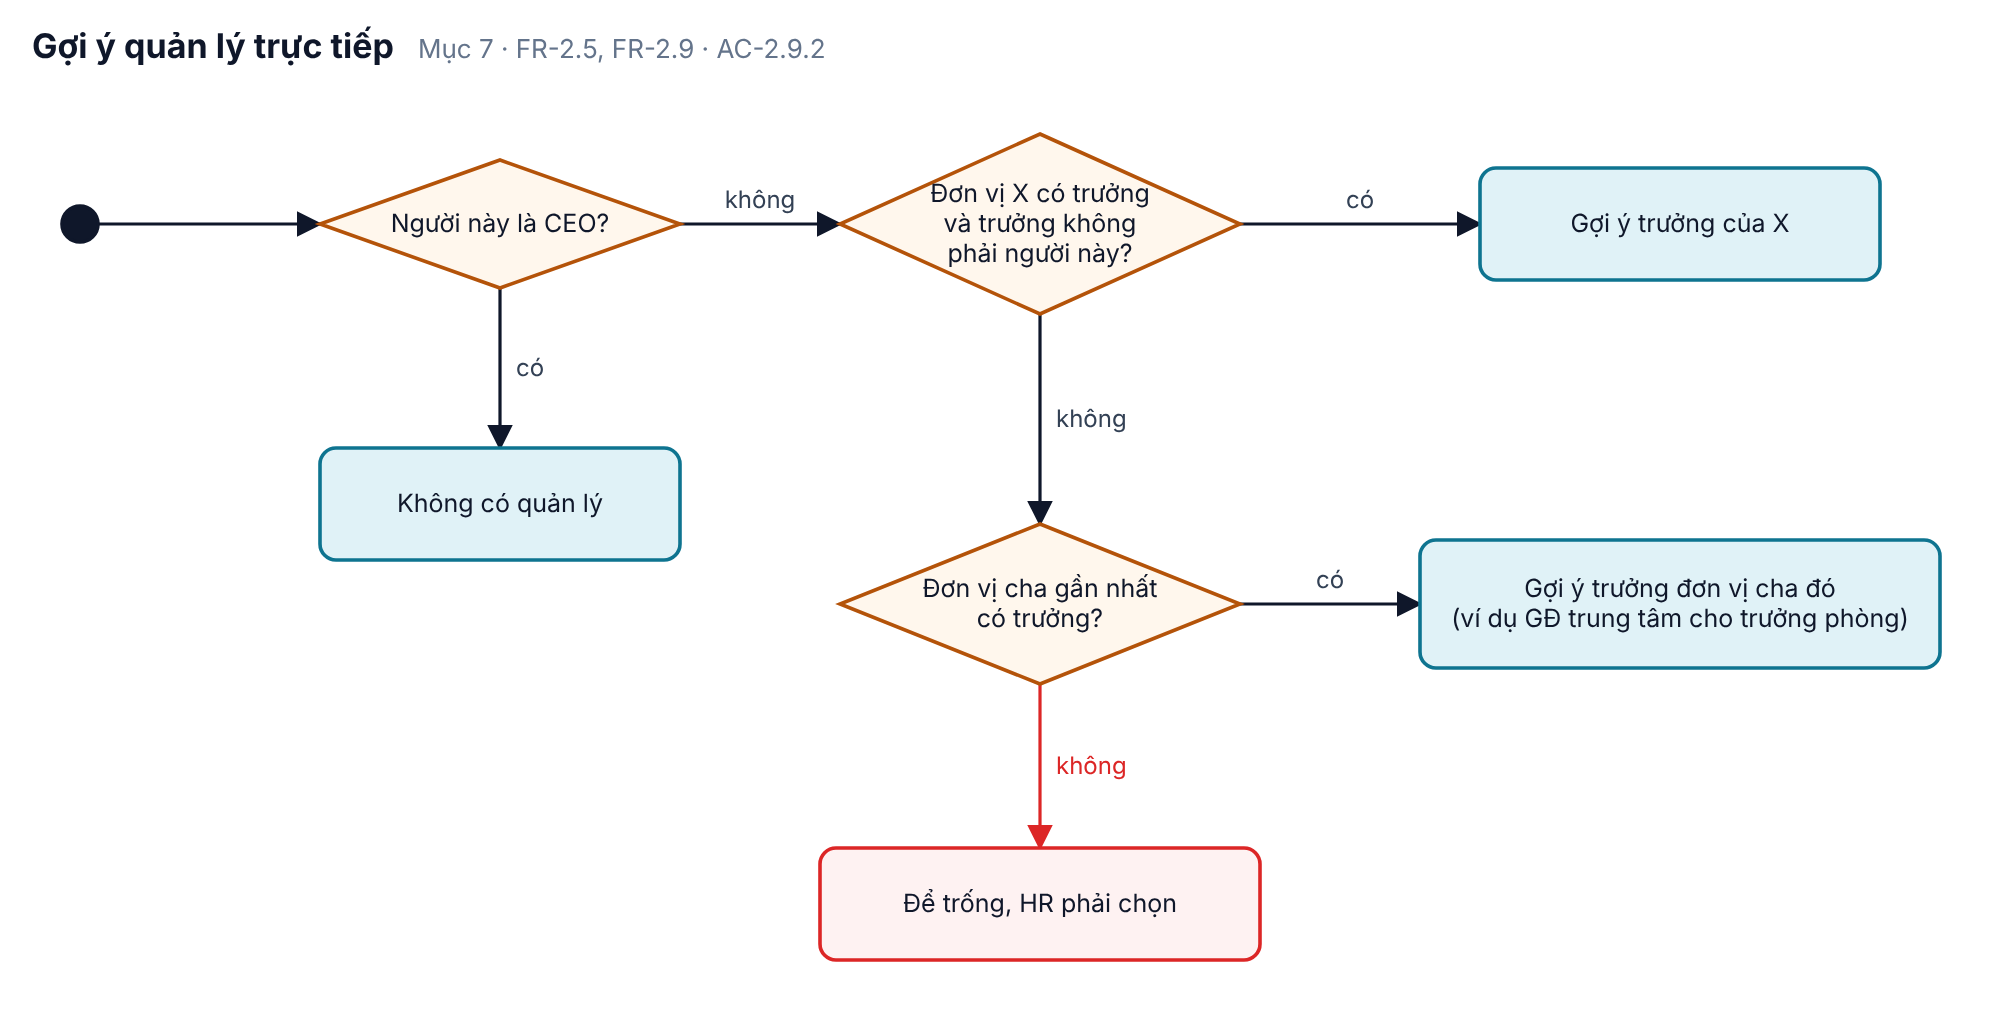 Gợi ý quản lý trực tiếp Mục 7 · FR-2.5, FR-2.9 · AC-2.9.2
Người này là CEO?
không
Đơn vị X có trưởng
và trưởng không
phải người này?
có
Gợi ý trưởng của X
có
không
Không có quản lý
Đơn vị cha gần nhất
có trưởng?
có
Gợi ý trưởng đơn vị cha đó
(ví dụ GĐ trung tâm cho trưởng phòng)
không
Để trống, HR phải chọn